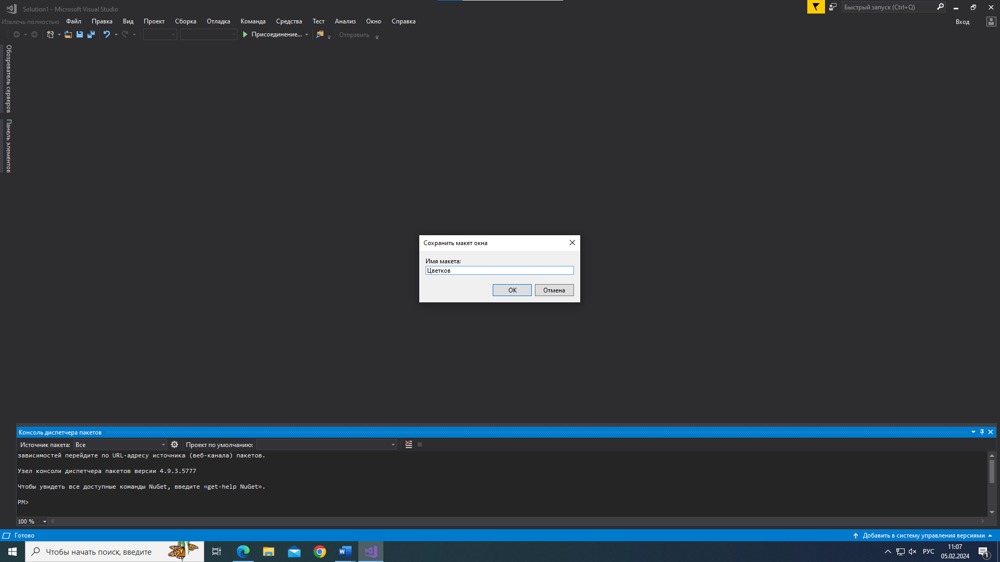 Solution1 - Microsoft Visual Studio
Быстрый запуск (Ctrl+Q)
Извлечь полностью
Файл Правка Вид Проект Сборка Отладка Команда Средства Тест Анализ Окно Справка
Вход
Присоединение...
Отправить
Обозреватель серверов
Панель элементов
Сохранить макет окна
Имя макета:
Цветков
ОК
Отмена
Консоль диспетчера пакетов
Источник пакета: Все
Проект по умолчанию:
зависимостей перейдите по URL-адресу источника (веб-канала) пакетов.
Узел консоли диспетчера пакетов версии 4.9.3.5777
Чтобы увидеть все доступные команды NuGet, введите «get-help NuGet».
PM>
100 %
Готово
Добавить в систему управления версиями
Чтобы начать поиск, введите
РУС
11:07
05.02.2024
1